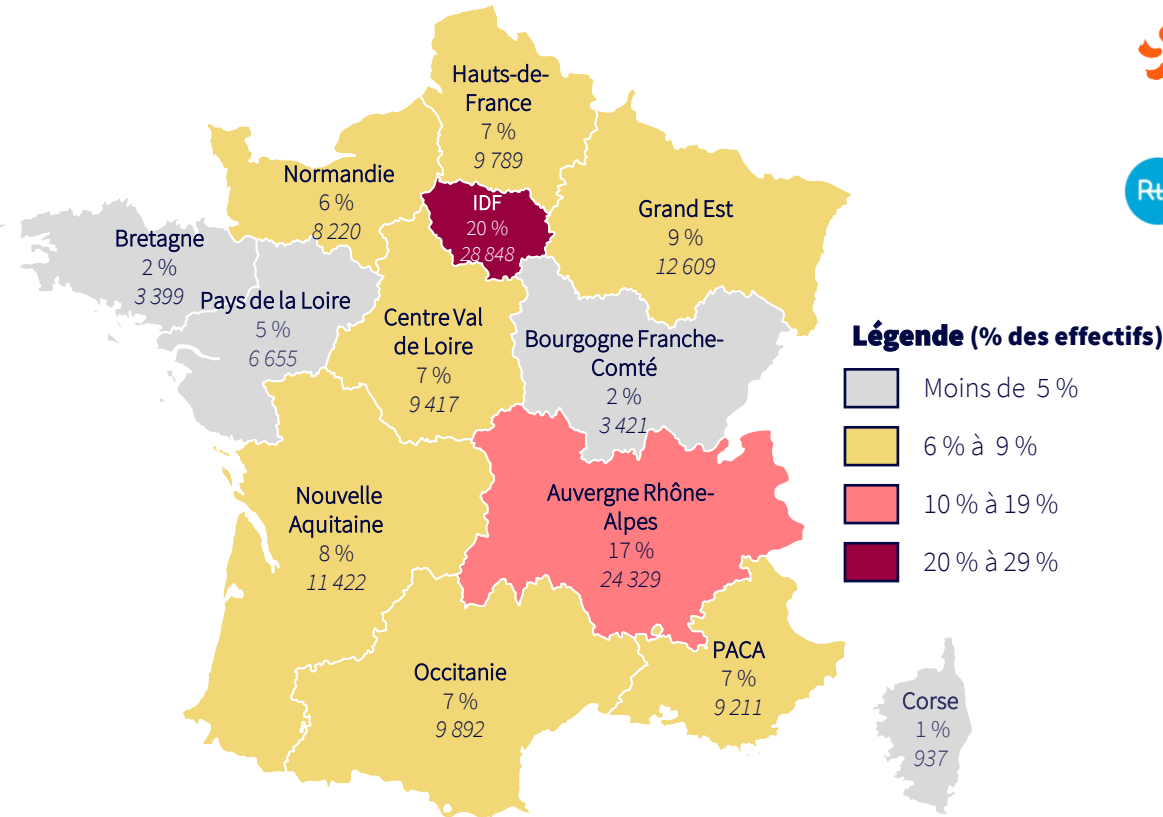 Hauts-de-
France
7 %
9 789
Normandie
6 %
8 220
IDF
20 %
28 848
Grand Est
9 %
12 609
Bretagne
2 %
3 399
Pays de la Loire
5 %
6 655
Centre Val
de Loire
7 %
9 417
Bourgogne Franche-
Comté
2 %
3 421
Nouvelle
Aquitaine
8 %
11 422
Auvergne Rhône-
Alpes
17 %
24 329
Occitanie
7 %
9 892
PACA
7 %
9 211
Corse
1 %
937
Légende (% des effectifs)
Moins de 5 %
6 % à 9 %
10 % à 19 %
20 % à 29 %